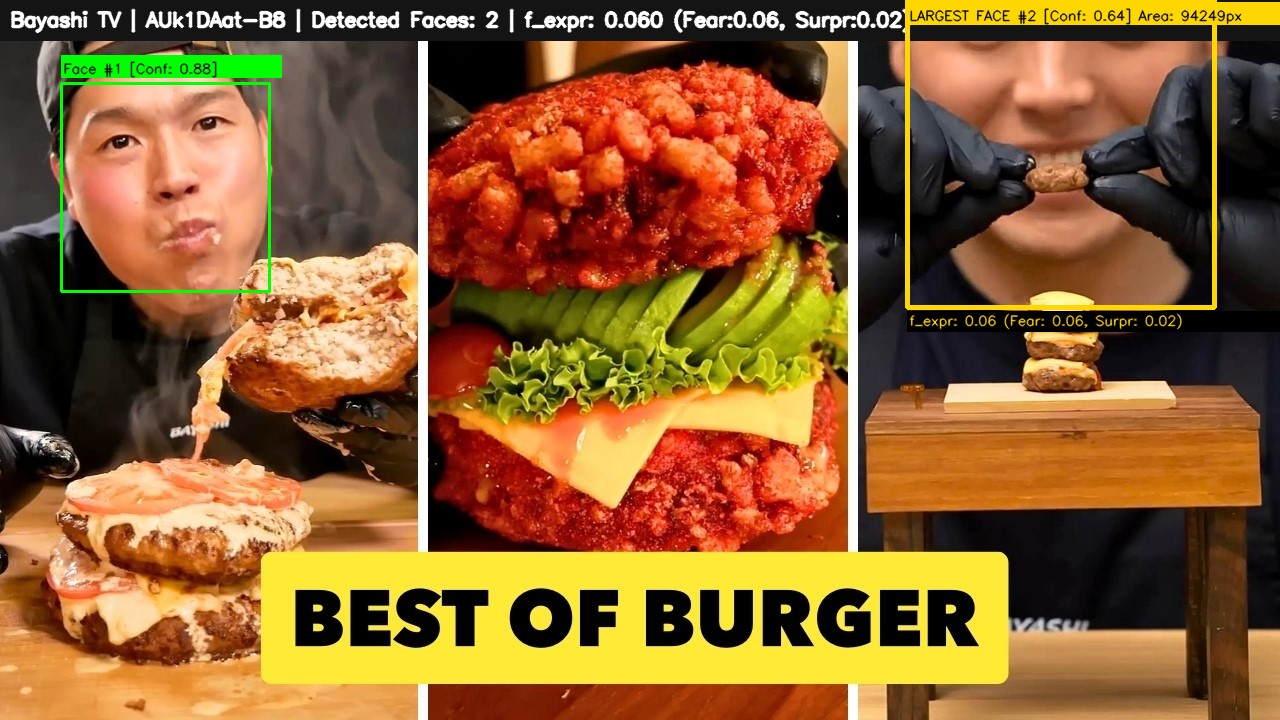 Bayashi TV | AUk1DAat-B8 | Detected Faces: 2 | f_expr: 0.060 (Fear:0.06, Surpr:0.02)
LARGEST FACE #2 [Conf: 0.64] Area: 94249px
Face #1 [Conf: 0.88]
f_expr: 0.06 (Fear: 0.06, Surpr: 0.02)
BAYASHI
BEST OF BURGER
AYASHI